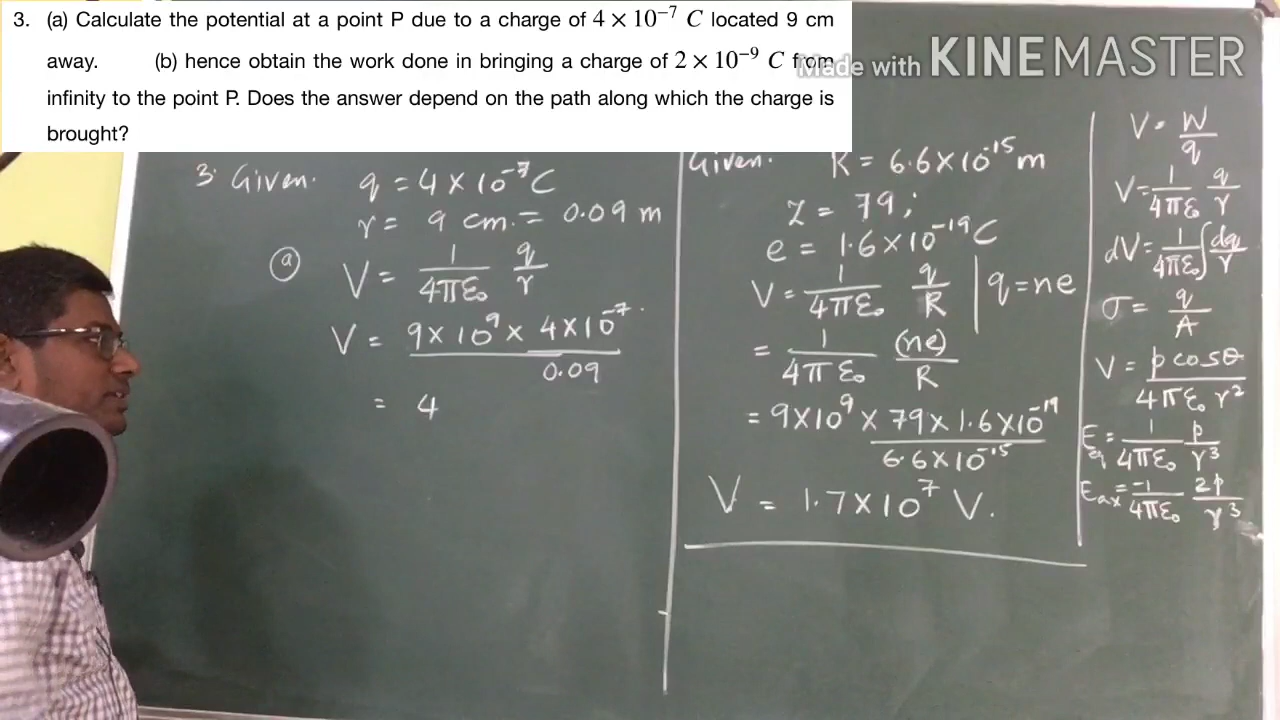 3. (a) Calculate the potential at a point P due to a charge of 4 × 10⁻⁷ C located 9 cm
away. (b) hence obtain the work done in bringing a charge of 2 × 10⁻⁹ C from
infinity to the point P. Does the answer depend on the path along which the charge is
brought?
Made with KINEMASTER
3. Given. q = 4 × 10⁻⁷ C
r = 9 cm. = 0.09 m
(a) V = 1/4πε₀ q/r
V = 9 × 10⁹ × 4 × 10⁻⁷ / 0.09
= 4
Given. R = 6.6 × 10⁻¹⁵ m
Z = 79;
e = 1.6 × 10⁻¹⁹ C
V = 1/4πε₀ q/R | q = ne
= 1/4πε₀ (ne)/R
= 9 × 10⁹ × 79 × 1.6 × 10⁻¹⁹ / 6.6 × 10⁻¹⁵
V = 1.7 × 10⁷ V.
V = W/q
V = 1/4πε₀ q/r
dV = 1/4πε₀ ∫ dq/r
σ = q/A
V = p cosθ / 4πε₀ r²
E_eq = 1/4πε₀ p/r³
E_ax = -1/4πε₀ 2p/r³